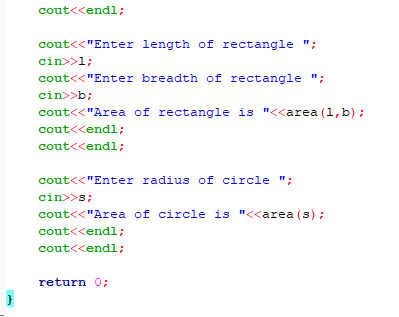 cout<<endl;
cout<<"Enter length of rectangle ";
cin>>l;
cout<<"Enter breadth of rectangle ";
cin>>b;
cout<<"Area of rectangle is "<<area(l,b);
cout<<endl;
cout<<endl;
cout<<"Enter radius of circle ";
cin>>s;
cout<<"Area of circle is "<<area(s);
cout<<endl;
cout<<endl;
return 0;
}